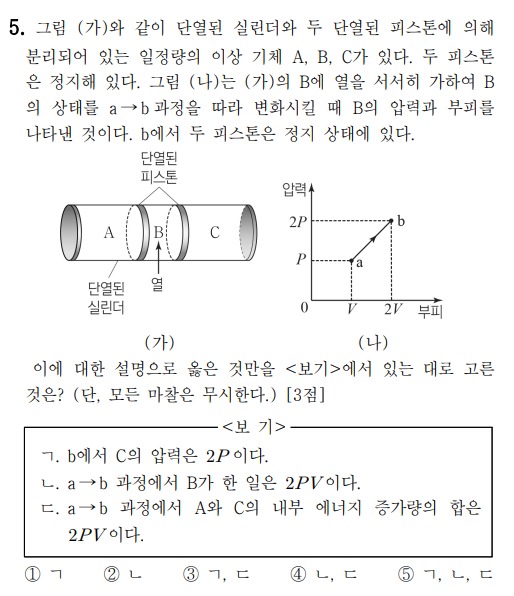 5. 그림 (가)와 같이 단열된 실린더와 두 단열된 피스톤에 의해
분리되어 있는 일정량의 이상 기체 A, B, C가 있다. 두 피스톤
은 정지해 있다. 그림 (나)는 (가)의 B에 열을 서서히 가하여 B
의 상태를 a→b 과정을 따라 변화시킬 때 B의 압력과 부피를
나타낸 것이다. b에서 두 피스톤은 정지 상태에 있다.
단열된
피스톤
A B C
단열된
실린더
열
(가)
압력
2P
P
0
V
2V
부피
a
b
(나)
이에 대한 설명으로 옳은 것만을 <보기>에서 있는 대로 고른
것은? (단, 모든 마찰은 무시한다.) [3점]
<보 기>
ㄱ. b에서 C의 압력은 2P이다.
ㄴ. a→b 과정에서 B가 한 일은 2PV이다.
ㄷ. a→b 과정에서 A와 C의 내부 에너지 증가량의 합은
2PV이다.
① ㄱ ② ㄴ ③ ㄱ, ㄷ ④ ㄴ, ㄷ ⑤ ㄱ, ㄴ, ㄷ